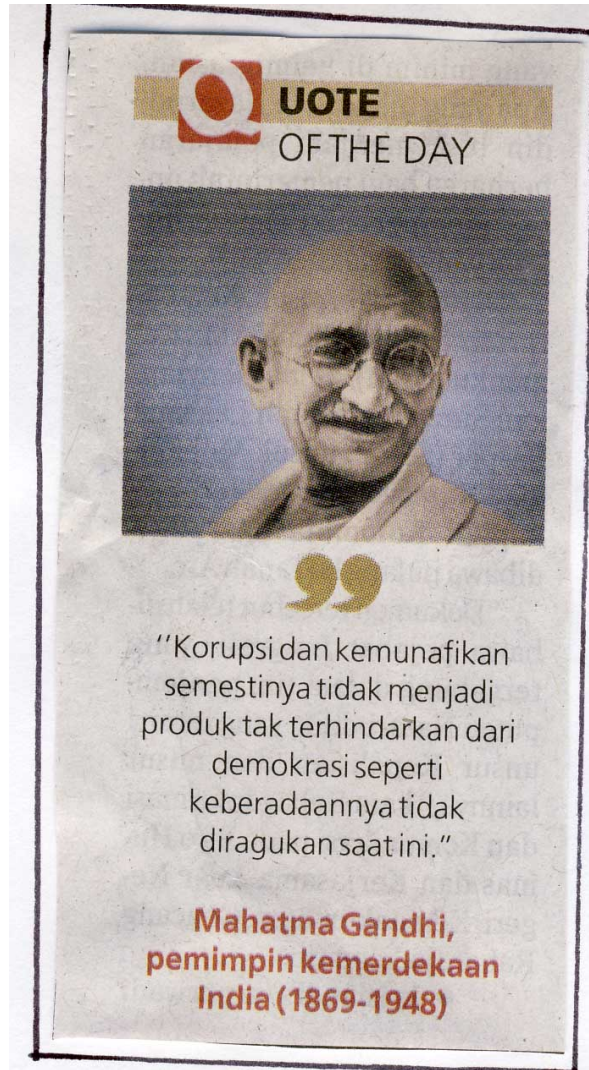 QUOTE
OF THE DAY
”
‘‘Korupsi dan kemunafikan
semestinya tidak menjadi
produk tak terhindarkan dari
demokrasi seperti
keberadaannya tidak
diragukan saat ini.”
Mahatma Gandhi,
pemimpin kemerdekaan
India (1869-1948)